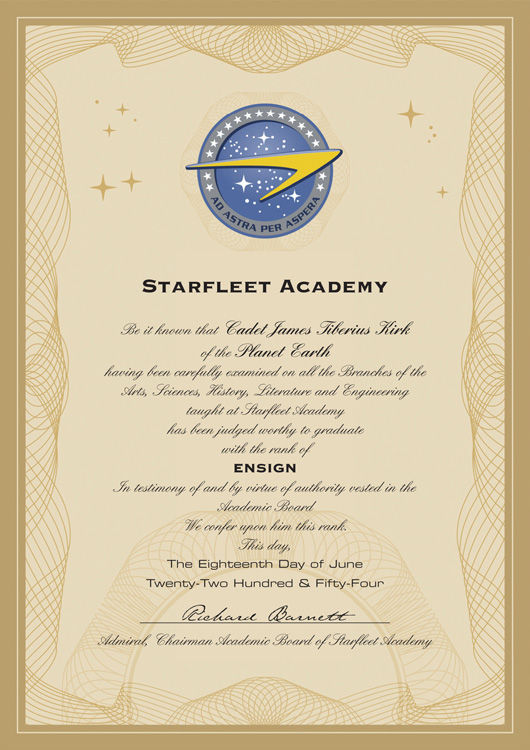 AD ASTRA PER ASPERA
STARFLEET ACADEMY
Be it known that Cadet James Tiberius Kirk
of the Planet Earth
having been carefully examined on all the Branches of the
Arts, Sciences, History, Literature and Engineering
taught at Starfleet Academy
has been judged worthy to graduate
with the rank of
ENSIGN
In testimony of and by virtue of authority vested in the
Academic Board
We confer upon him this rank.
This day,
The Eighteenth Day of June
Twenty-Two Hundred & Fifty-Four
Richard Barnett
Admiral, Chairman Academic Board of Starfleet Academy